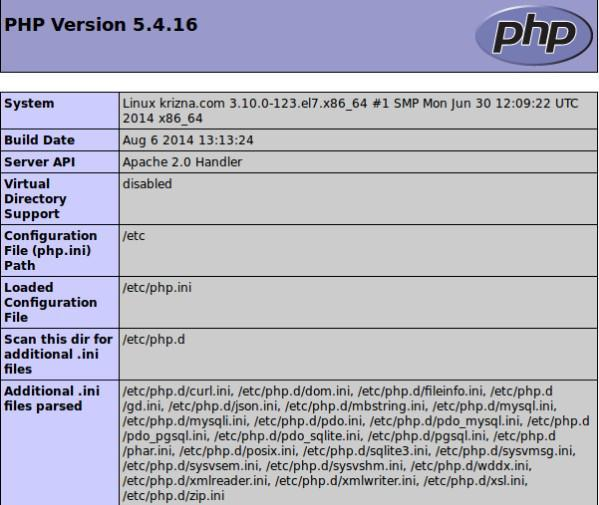 PHP Version 5.4.16
php
System
Linux krizna.com 3.10.0-123.el7.x86_64 #1 SMP Mon Jun 30 12:09:22 UTC
2014 x86_64
Build Date
Aug 6 2014 13:13:24
Server API
Apache 2.0 Handler
Virtual
Directory
Support
disabled
Configuration
File (php.ini)
Path
/etc
Loaded
Configuration
File
/etc/php.ini
Scan this dir for
additional .ini
files
/etc/php.d
Additional .ini
files parsed
/etc/php.d/curl.ini, /etc/php.d/dom.ini, /etc/php.d/fileinfo.ini, /etc/php.d
/gd.ini, /etc/php.d/json.ini, /etc/php.d/mbstring.ini, /etc/php.d/mysql.ini,
/etc/php.d/mysqli.ini, /etc/php.d/pdo.ini, /etc/php.d/pdo_mysql.ini, /etc/php.d
/pdo_pgsql.ini, /etc/php.d/pdo_sqlite.ini, /etc/php.d/pgsql.ini, /etc/php.d
/phar.ini, /etc/php.d/posix.ini, /etc/php.d/sqlite3.ini, /etc/php.d/sysvmsg.ini,
/etc/php.d/sysvsem.ini, /etc/php.d/sysvshm.ini, /etc/php.d/wddx.ini,
/etc/php.d/xmlreader.ini, /etc/php.d/xmlwriter.ini, /etc/php.d/xsl.ini,
/etc/php.d/zip.ini